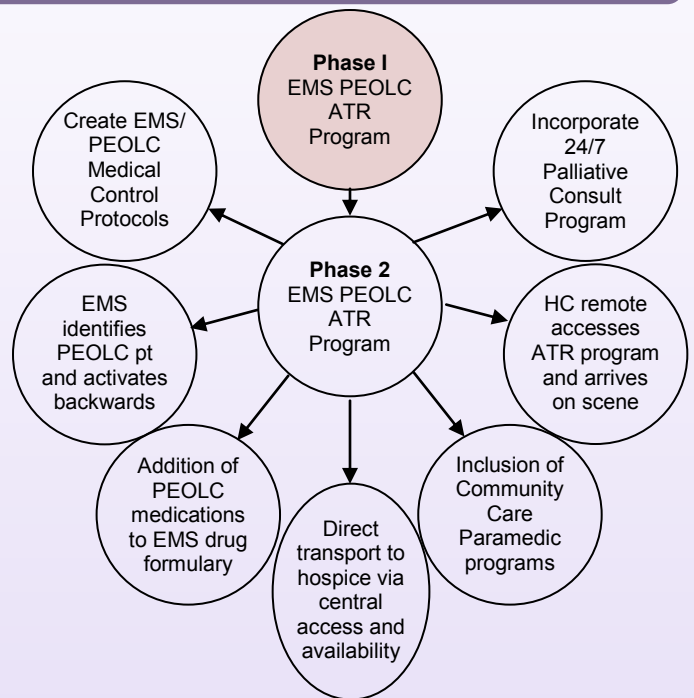 Phase I
EMS PEOLC
ATR
Program
Create EMS/
PEOLC
Medical
Control
Protocols
Incorporate
24/7
Palliative
Consult
Program
Phase 2
EMS PEOLC
ATR
Program
EMS
identifies
PEOLC pt
and activates
backwards
HC remote
accesses
ATR program
and arrives
on scene
Addition of
PEOLC
medications
to EMS drug
formulary
Direct
transport to
hospice via
central
access and
availability
Inclusion of
Community
Care
Paramedic
programs